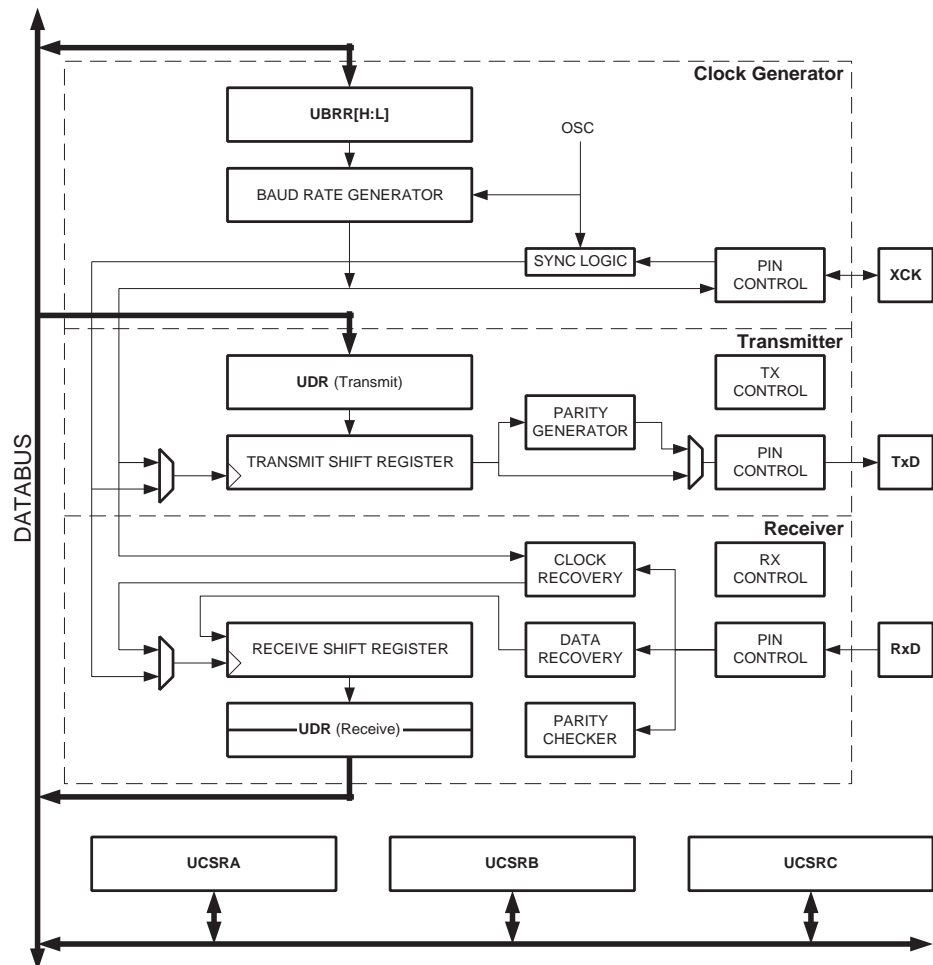 Clock Generator
UBRR[H:L]
OSC
BAUD RATE GENERATOR
SYNC LOGIC
PIN
CONTROL
XCK
Transmitter
UDR (Transmit)
TX
CONTROL
PARITY
GENERATOR
TRANSMIT SHIFT REGISTER
PIN
CONTROL
TxD
DATABUS
Receiver
CLOCK
RECOVERY
RX
CONTROL
RECEIVE SHIFT REGISTER
DATA
RECOVERY
PIN
CONTROL
RxD
UDR (Receive)
PARITY
CHECKER
UCSRA
UCSRB
UCSRC